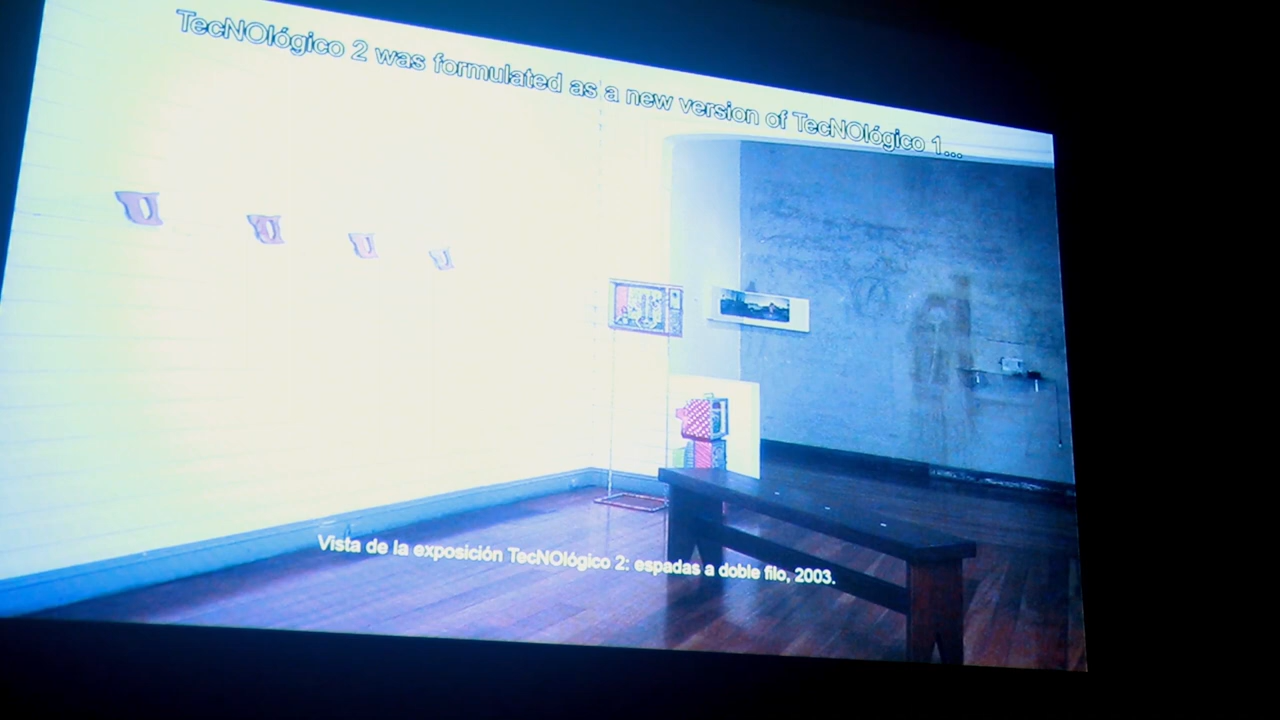 TecNOlógico 2 was formulated as a new version of TecNOlógico 1...
Vista de la exposición TecNOlógico 2: espadas a doble filo, 2003.